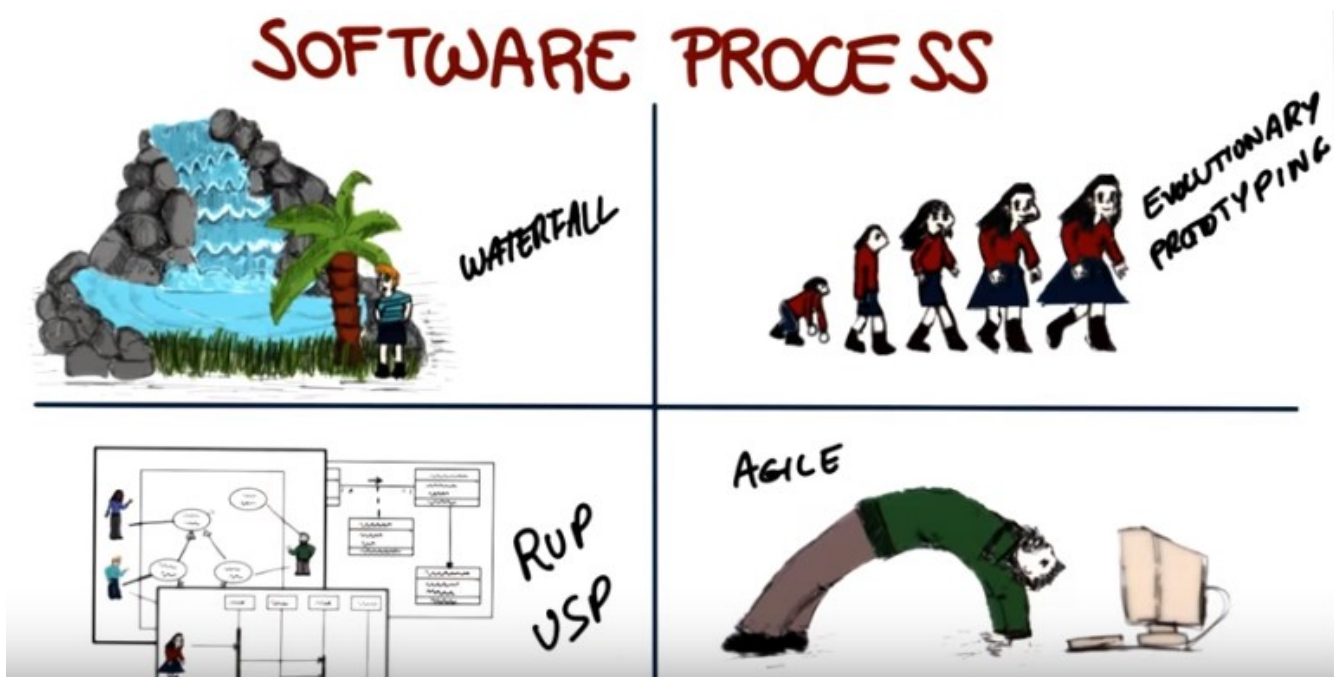 SOFTWARE PROCESS
WATERFALL
EVOLUTIONARY
PROTOTYPING
RUP
USP
AGILE